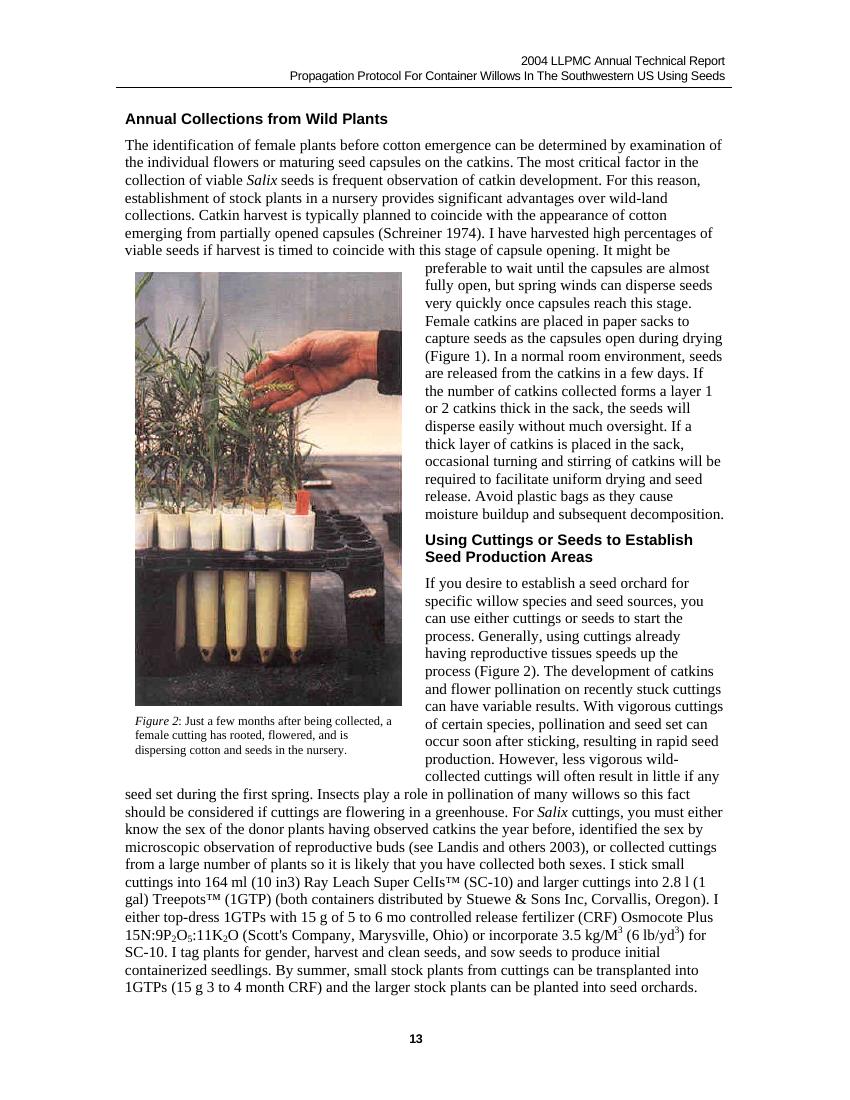 2004 LLPMC Annual Technical Report
Propagation Protocol For Container Willows In The Southwestern US Using Seeds
Annual Collections from Wild Plants
The identification of female plants before cotton emergence can be determined by examination of
the individual flowers or maturing seed capsules on the catkins. The most critical factor in the
collection of viable Salix seeds is frequent observation of catkin development. For this reason,
establishment of stock plants in a nursery provides significant advantages over wild-land
collections. Catkin harvest is typically planned to coincide with the appearance of cotton
emerging from partially opened capsules (Schreiner 1974). I have harvested high percentages of
viable seeds if harvest is timed to coincide with this stage of capsule opening. It might be
preferable to wait until the capsules are almost
fully open, but spring winds can disperse seeds
very quickly once capsules reach this stage.
Female catkins are placed in paper sacks to
capture seeds as the capsules open during drying
(Figure 1). In a normal room environment, seeds
are released from the catkins in a few days. If
the number of catkins collected forms a layer 1
or 2 catkins thick in the sack, the seeds will
disperse easily without much oversight. If a
thick layer of catkins is placed in the sack,
occasional turning and stirring of catkins will be
required to facilitate uniform drying and seed
release. Avoid plastic bags as they cause
moisture buildup and subsequent decomposition.
Using Cuttings or Seeds to Establish
Seed Production Areas
If you desire to establish a seed orchard for
specific willow species and seed sources, you
can use either cuttings or seeds to start the
process. Generally, using cuttings already
having reproductive tissues speeds up the
process (Figure 2). The development of catkins
and flower pollination on recently stuck cuttings
can have variable results. With vigorous cuttings
of certain species, pollination and seed set can
occur soon after sticking, resulting in rapid seed
production. However, less vigorous wild-
collected cuttings will often result in little if any
Figure 2: Just a few months after being collected, a
female cutting has rooted, flowered, and is
dispersing cotton and seeds in the nursery.
seed set during the first spring. Insects play a role in pollination of many willows so this fact
should be considered if cuttings are flowering in a greenhouse. For Salix cuttings, you must either
know the sex of the donor plants having observed catkins the year before, identified the sex by
microscopic observation of reproductive buds (see Landis and others 2003), or collected cuttings
from a large number of plants so it is likely that you have collected both sexes. I stick small
cuttings into 164 ml (10 in3) Ray Leach Super CelIs™ (SC-10) and larger cuttings into 2.8 l (1
gal) Treepots™ (1GTP) (both containers distributed by Stuewe & Sons Inc, Corvallis, Oregon). I
either top-dress 1GTPs with 15 g of 5 to 6 mo controlled release fertilizer (CRF) Osmocote Plus
15N:9P₂O₅:11K₂O (Scott's Company, Marysville, Ohio) or incorporate 3.5 kg/M³ (6 lb/yd³) for
SC-10. I tag plants for gender, harvest and clean seeds, and sow seeds to produce initial
containerized seedlings. By summer, small stock plants from cuttings can be transplanted into
1GTPs (15 g 3 to 4 month CRF) and the larger stock plants can be planted into seed orchards.
13